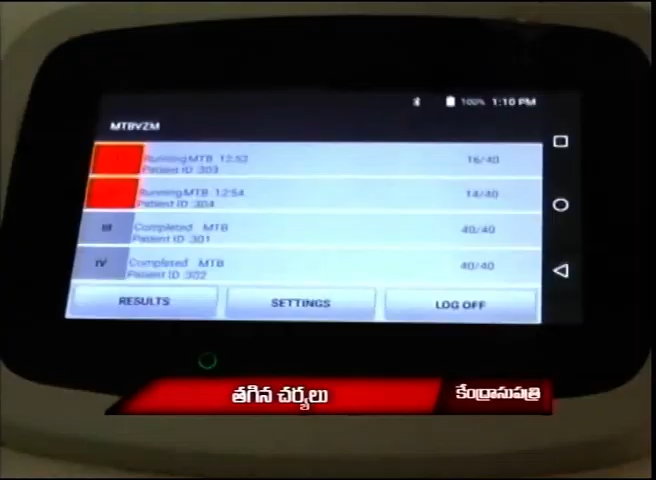 100% 1:10 PM
MTBVZM
Running MTB 12:52 16/40
Patient ID :303
Running MTB 12:54 14/40
Patient ID :304
III Completed MTB 40/40
Patient ID :301
IV Completed MTB 40/40
Patient ID :302
RESULTS SETTINGS LOG OFF
తగిన చర్యలు కేంద్రాసుపత్రి